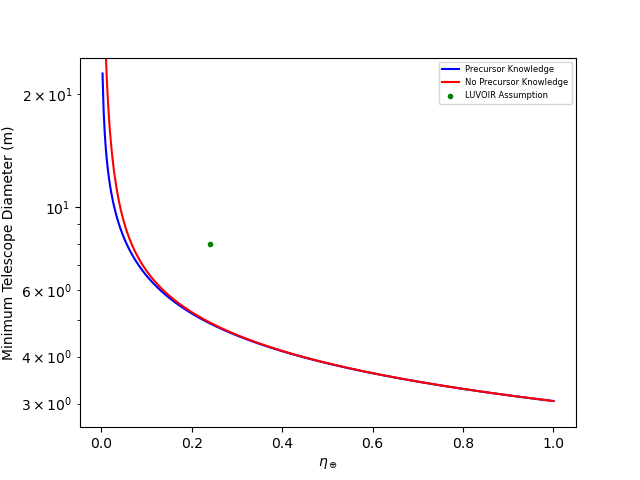 Precursor Knowledge
No Precursor Knowledge
LUVOIR Assumption
Minimum Telescope Diameter (m)
2 × 10¹
10¹
6 × 10⁰
4 × 10⁰
3 × 10⁰
0.0 0.2 0.4 0.6 0.8 1.0
η⊕